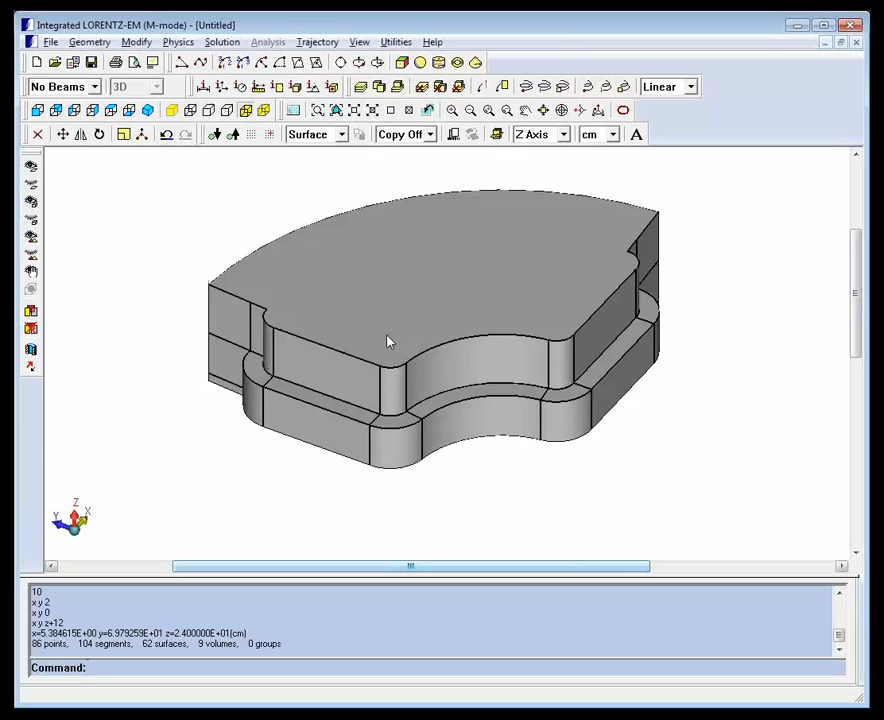 Integrated LORENTZ-EM (M-mode) - [Untitled]
File Geometry Modify Physics Solution Analysis Trajectory View Utilities Help
No Beams 3D Linear
Surface Copy Off Z Axis cm A
Z
Y X
10
x y 2
x y 0
x y z+12
x=5.384615E+00 y=6.979259E+01 z=2.400000E+01(cm)
86 points, 104 segments, 62 surfaces, 9 volumes, 0 groups
Command: